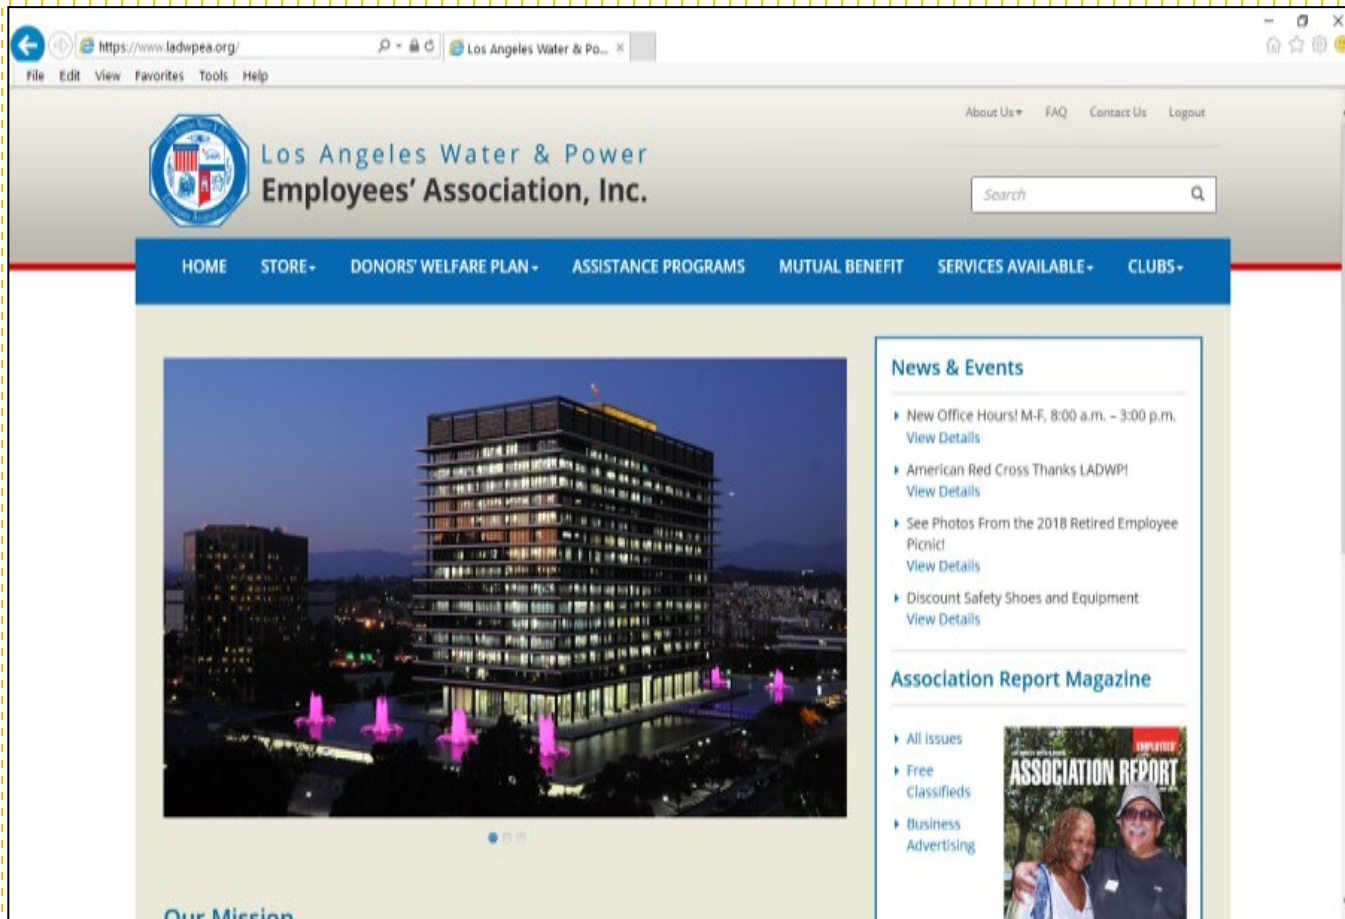 https://www.ladwpea.org/
Los Angeles Water & Po...
File Edit View Favorites Tools Help
About Us FAQ Contact Us Logout
Los Angeles Water & Power
Employees' Association, Inc.
Search
HOME STORE DONORS' WELFARE PLAN ASSISTANCE PROGRAMS MUTUAL BENEFIT SERVICES AVAILABLE CLUBS
News & Events
New Office Hours! M-F, 8:00 a.m. – 3:00 p.m.
View Details
American Red Cross Thanks LADWP!
View Details
See Photos From the 2018 Retired Employee
Picnic!
View Details
Discount Safety Shoes and Equipment
View Details
Association Report Magazine
All Issues
Free
Classifieds
Business
Advertising
EMPLOYEES'
ASSOCIATION REPORT
Our Mission